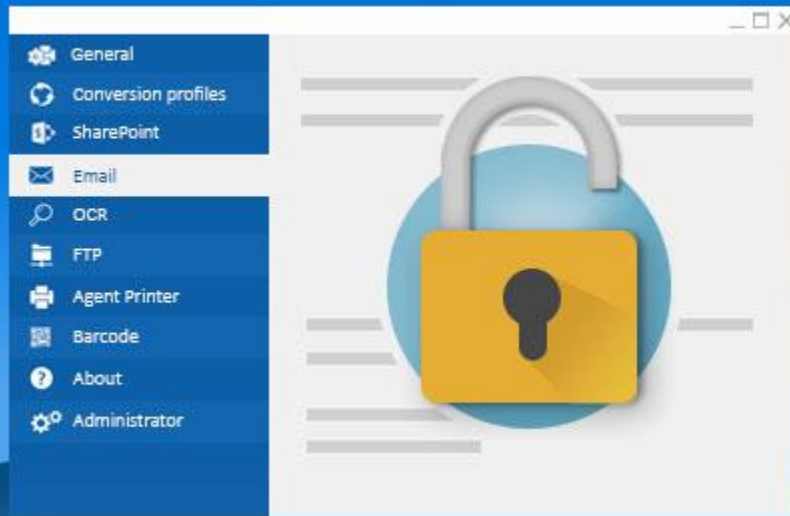 General
Conversion profiles
SharePoint
Email
OCR
FTP
Agent Printer
Barcode
About
Administrator